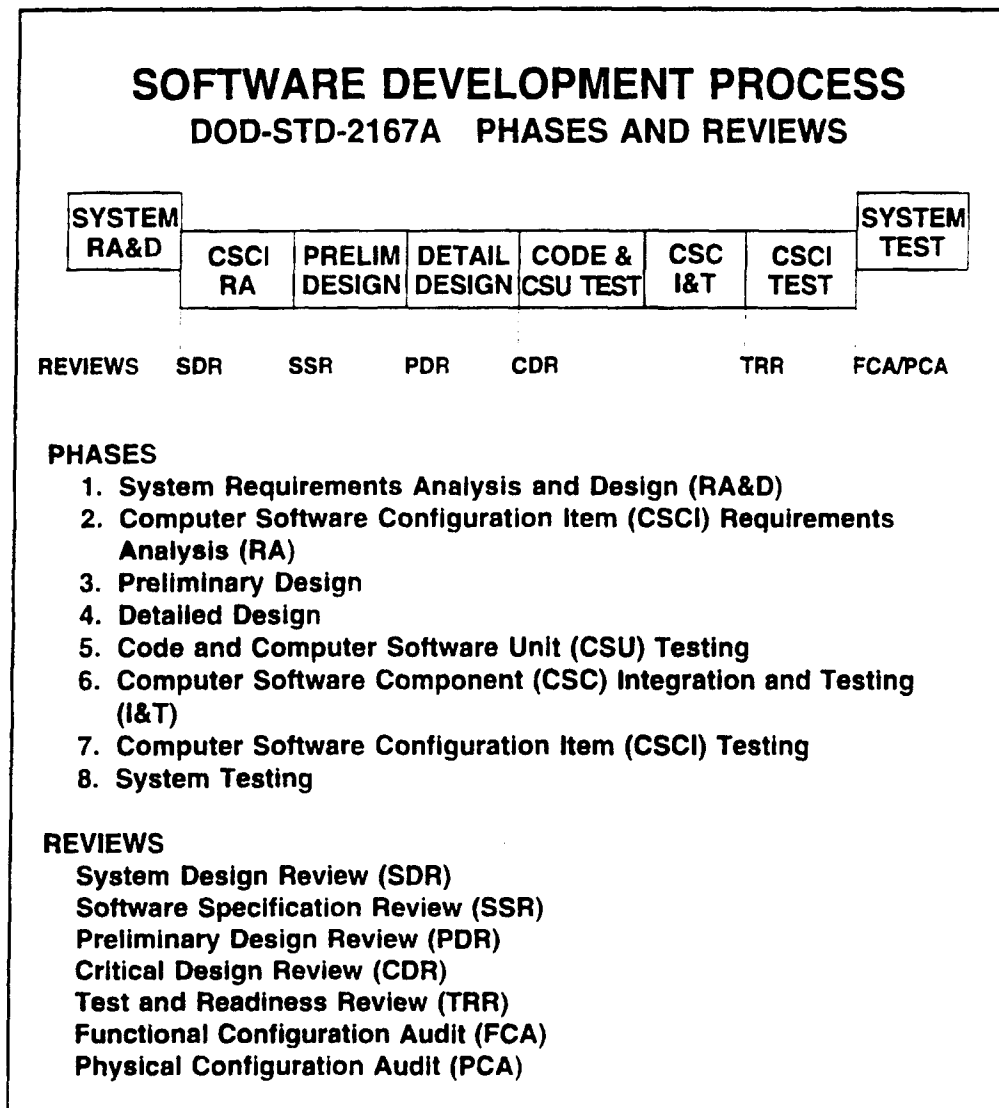 SOFTWARE DEVELOPMENT PROCESS
DOD-STD-2167A PHASES AND REVIEWS
SYSTEM
RA&D
CSCI
RA
PRELIM
DESIGN
DETAIL
DESIGN
CODE &
CSU TEST
CSC
I&T
CSCI
TEST
SYSTEM
TEST
REVIEWS SDR SSR PDR CDR TRR FCA/PCA
PHASES
1. System Requirements Analysis and Design (RA&D)
2. Computer Software Configuration Item (CSCI) Requirements
Analysis (RA)
3. Preliminary Design
4. Detailed Design
5. Code and Computer Software Unit (CSU) Testing
6. Computer Software Component (CSC) Integration and Testing
(I&T)
7. Computer Software Configuration Item (CSCI) Testing
8. System Testing
REVIEWS
System Design Review (SDR)
Software Specification Review (SSR)
Preliminary Design Review (PDR)
Critical Design Review (CDR)
Test and Readiness Review (TRR)
Functional Configuration Audit (FCA)
Physical Configuration Audit (PCA)